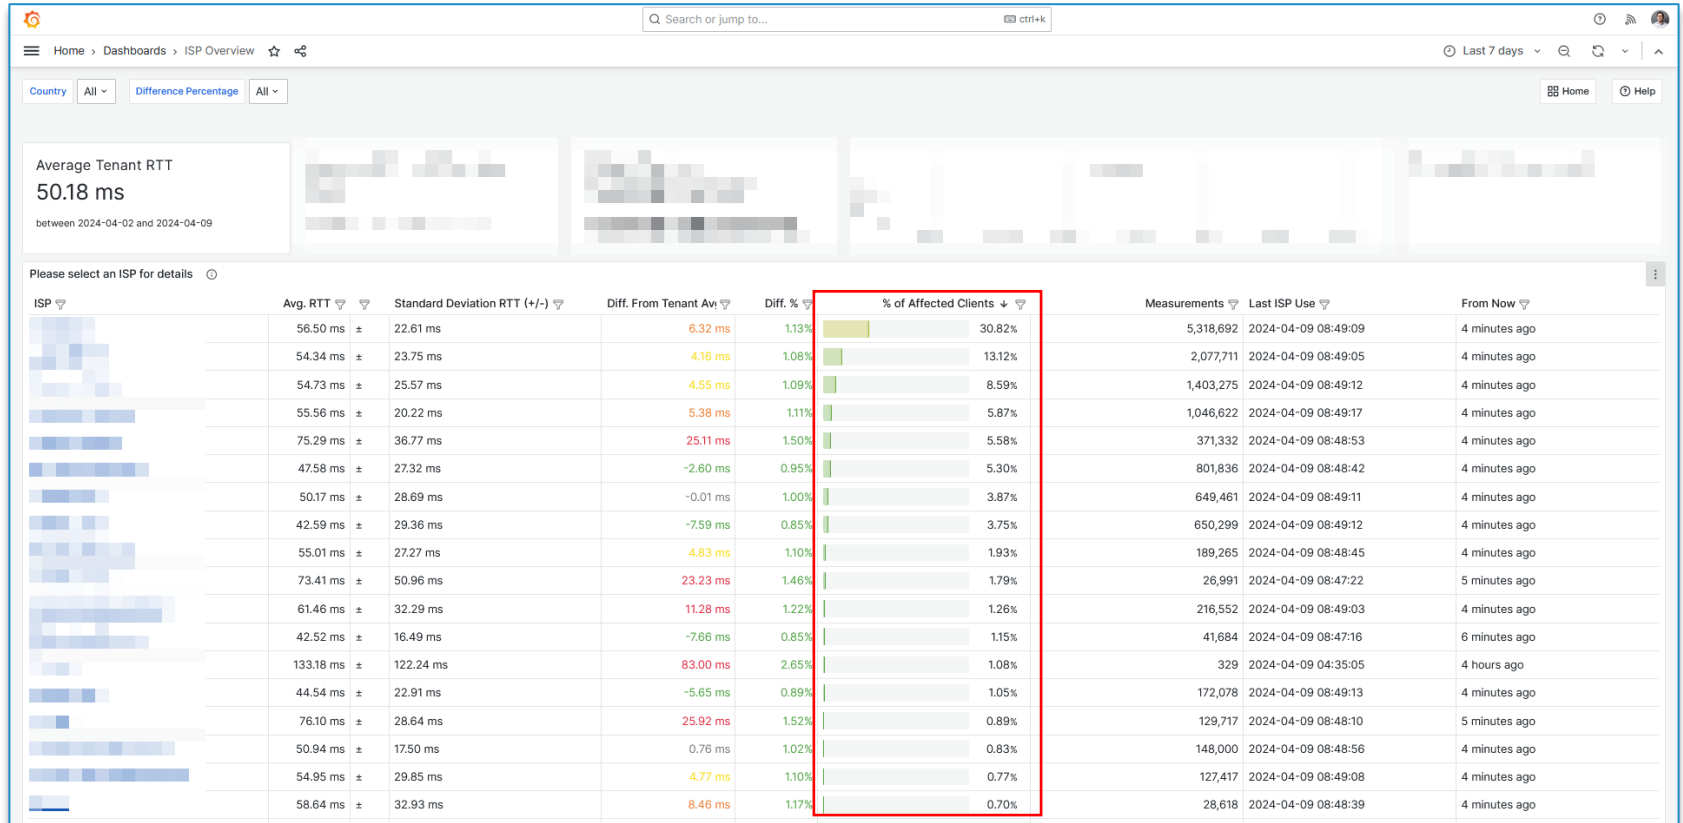 Search or jump to... ctrl+k
Home › Dashboards › ISP Overview Last 7 days
Country All Difference Percentage All Home Help
Average Tenant RTT
50.18 ms
between 2024-04-02 and 2024-04-09
Please select an ISP for details
ISP Avg. RTT Standard Deviation RTT (+/-) Diff. From Tenant Av Diff. % % of Affected Clients ↓ Measurements Last ISP Use From Now
56.50 ms ± 22.61 ms 6.32 ms 1.13% 30.82% 5,318,692 2024-04-09 08:49:09 4 minutes ago
54.34 ms ± 23.75 ms 4.16 ms 1.08% 13.12% 2,077,711 2024-04-09 08:49:05 4 minutes ago
54.73 ms ± 25.57 ms 4.55 ms 1.09% 8.59% 1,403,275 2024-04-09 08:49:12 4 minutes ago
55.56 ms ± 20.22 ms 5.38 ms 1.11% 5.87% 1,046,622 2024-04-09 08:49:17 4 minutes ago
75.29 ms ± 36.77 ms 25.11 ms 1.50% 5.58% 371,332 2024-04-09 08:48:53 4 minutes ago
47.58 ms ± 27.32 ms -2.60 ms 0.95% 5.30% 801,836 2024-04-09 08:48:42 4 minutes ago
50.17 ms ± 28.69 ms -0.01 ms 1.00% 3.87% 649,461 2024-04-09 08:49:11 4 minutes ago
42.59 ms ± 29.36 ms -7.59 ms 0.85% 3.75% 650,299 2024-04-09 08:49:12 4 minutes ago
55.01 ms ± 27.27 ms 4.83 ms 1.10% 1.93% 189,265 2024-04-09 08:48:45 4 minutes ago
73.41 ms ± 50.96 ms 23.23 ms 1.46% 1.79% 26,991 2024-04-09 08:47:22 5 minutes ago
61.46 ms ± 32.29 ms 11.28 ms 1.22% 1.26% 216,552 2024-04-09 08:49:03 4 minutes ago
42.52 ms ± 16.49 ms -7.66 ms 0.85% 1.15% 41,684 2024-04-09 08:47:16 6 minutes ago
133.18 ms ± 122.24 ms 83.00 ms 2.65% 1.08% 329 2024-04-09 04:35:05 4 hours ago
44.54 ms ± 22.91 ms -5.65 ms 0.89% 1.05% 172,078 2024-04-09 08:49:13 4 minutes ago
76.10 ms ± 28.64 ms 25.92 ms 1.52% 0.89% 129,717 2024-04-09 08:48:10 5 minutes ago
50.94 ms ± 17.50 ms 0.76 ms 1.02% 0.83% 148,000 2024-04-09 08:48:56 4 minutes ago
54.95 ms ± 29.85 ms 4.77 ms 1.10% 0.77% 127,417 2024-04-09 08:49:08 4 minutes ago
58.64 ms ± 32.93 ms 8.46 ms 1.17% 0.70% 28,618 2024-04-09 08:48:39 4 minutes ago